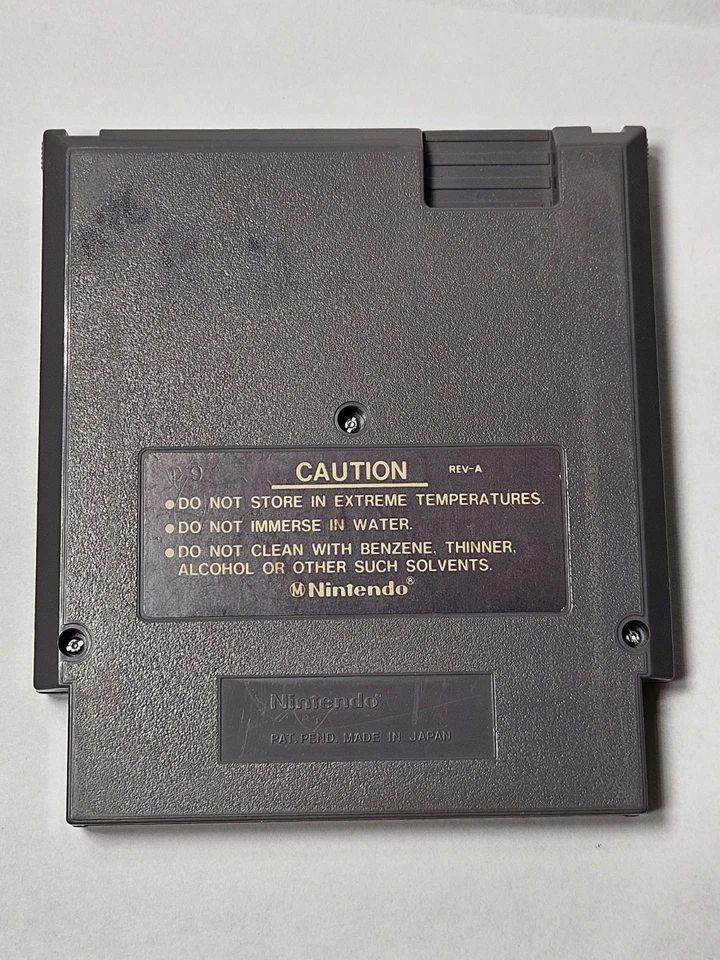 CAUTION REV-A
●DO NOT STORE IN EXTREME TEMPERATURES.
●DO NOT IMMERSE IN WATER.
●DO NOT CLEAN WITH BENZENE, THINNER,
ALCOHOL OR OTHER SUCH SOLVENTS.
Ⓜ Nintendo®
Nintendo®
PAT. PEND. MADE IN JAPAN